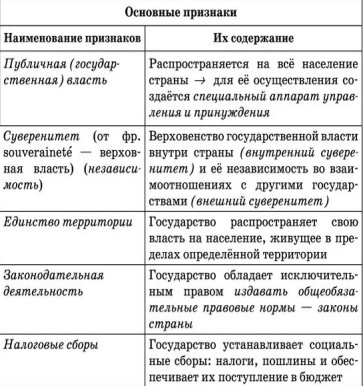 Основные признаки
Наименование признаков
Их содержание
Публичная (государ-
ственная) власть
Распространяется на всё население
страны → для её осуществления со-
здаётся специальный аппарат управ-
ления и принуждения
Суверенитет (от фр.
souveraineté — верхов-
ная власть) (независи-
мость)
Верховенство государственной власти
внутри страны (внутренний сувере-
нитет) и её независимость во взаи-
моотношениях с другими государ-
ствами (внешний суверенитет)
Единство территории
Государство распространяет свою
власть на население, живущее в пре-
делах определённой территории
Законодательная
деятельность
Государство обладает исключитель-
ным правом издавать общеобяза-
тельные правовые нормы — законы
страны
Налоговые сборы
Государство устанавливает социаль-
ные сборы: налоги, пошлины и обес-
печивает их поступление в бюджет